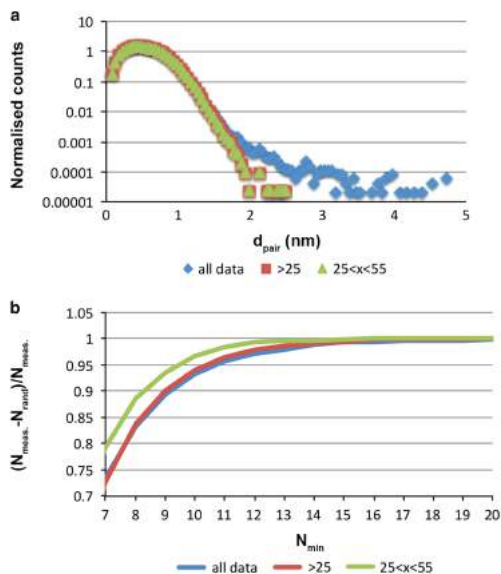 a
Normalised counts
10
1
0.1
0.01
0.001
0.0001
0.00001
0 1 2 3 4 5
d_pair (nm)
all data >25 25<x<55
b
(N_meas.-N_rand)/N_meas.
1.05
1
0.95
0.9
0.85
0.8
0.75
0.7
7 8 9 10 11 12 13 14 15 16 17 18 19 20
N_min
all data >25 25<x<55